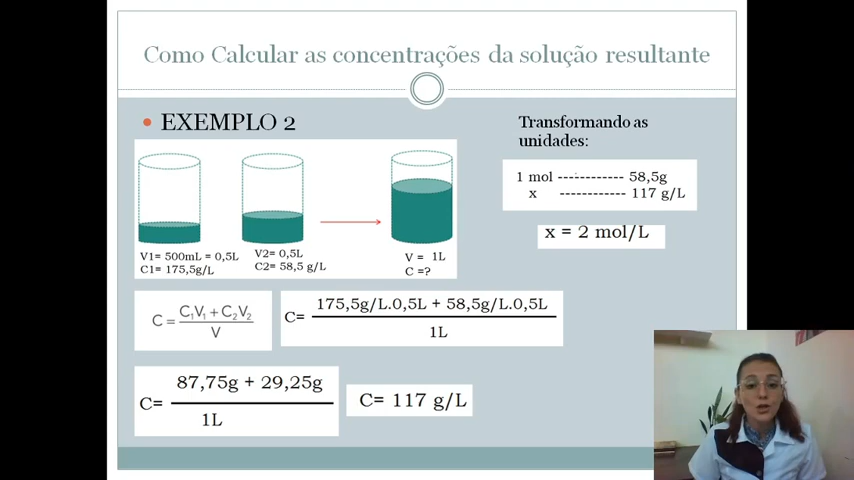 Como Calcular as concentrações da solução resultante
• EXEMPLO 2
V1= 500mL = 0,5L
C1= 175,5g/L
V2= 0,5L
C2= 58,5 g/L
V = 1L
C =?
C = C₁V₁ + C₂V₂
V
C= 175,5g/L.0,5L + 58,5g/L.0,5L
1L
C= 87,75g + 29,25g
1L
C= 117 g/L
Transformando as
unidades:
1 mol ------------ 58,5g
x ------------ 117 g/L
x = 2 mol/L